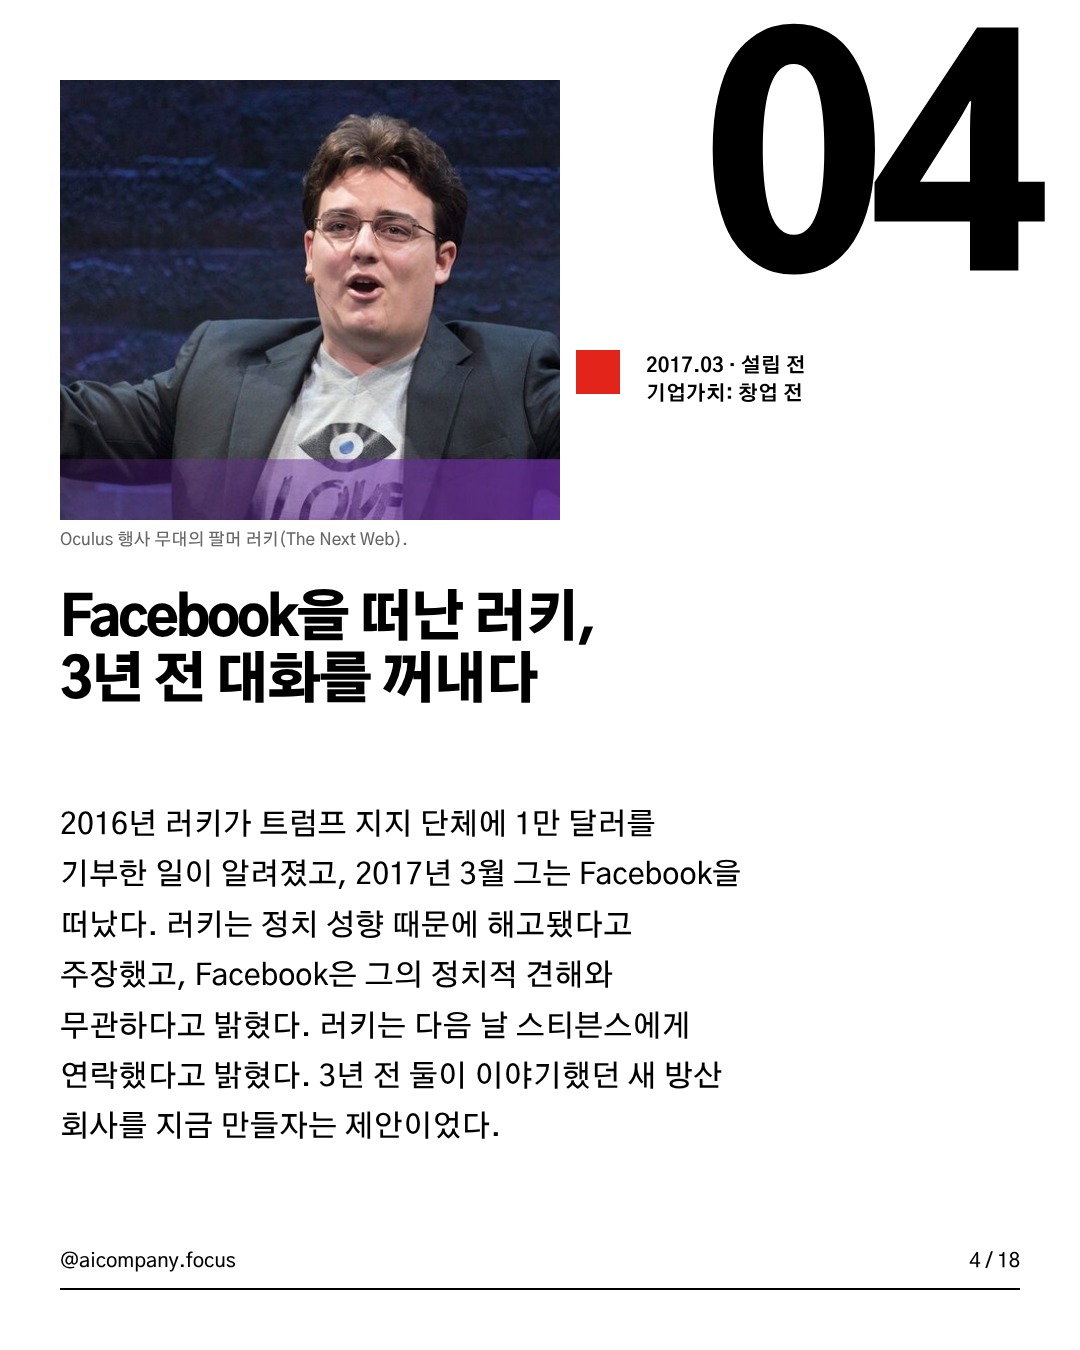 04
LOVE
2017.03 · 설립 전
기업가치: 창업 전
Oculus 행사 무대의 팔머 러키(The Next Web).
Facebook을 떠난 러키,
3년 전 대화를 꺼내다
2016년 러키가 트럼프 지지 단체에 1만 달러를
기부한 일이 알려졌고, 2017년 3월 그는 Facebook을
떠났다. 러키는 정치 성향 때문에 해고됐다고
주장했고, Facebook은 그의 정치적 견해와
무관하다고 밝혔다. 러키는 다음 날 스티븐스에게
연락했다고 밝혔다. 3년 전 둘이 이야기했던 새 방산
회사를 지금 만들자는 제안이었다.
@aicompany.focus
4 / 18